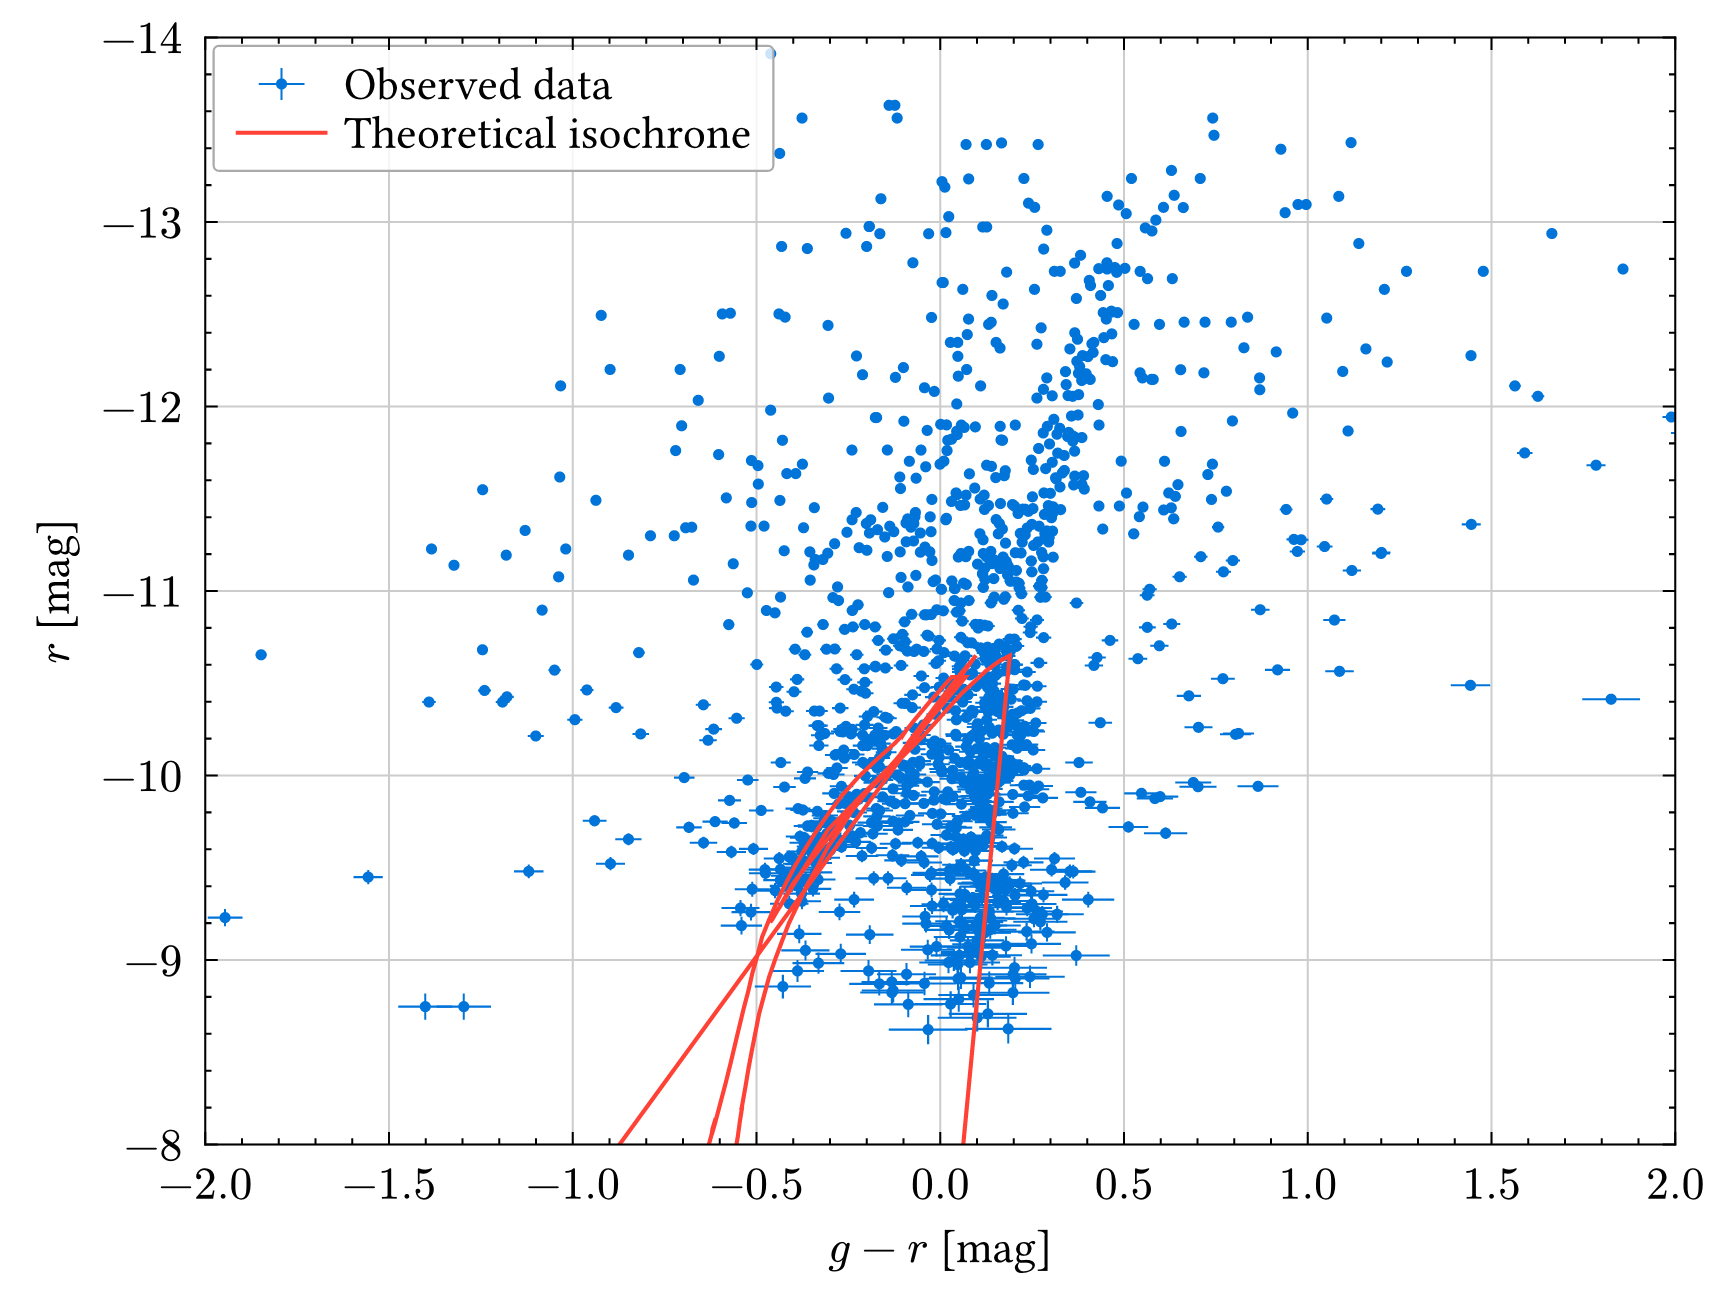 Observed data
Theoretical isochrone
−14
−13
−12
−11
−10
−9
−8
r [mag]
−2.0 −1.5 −1.0 −0.5 0.0 0.5 1.0 1.5 2.0
g − r [mag]